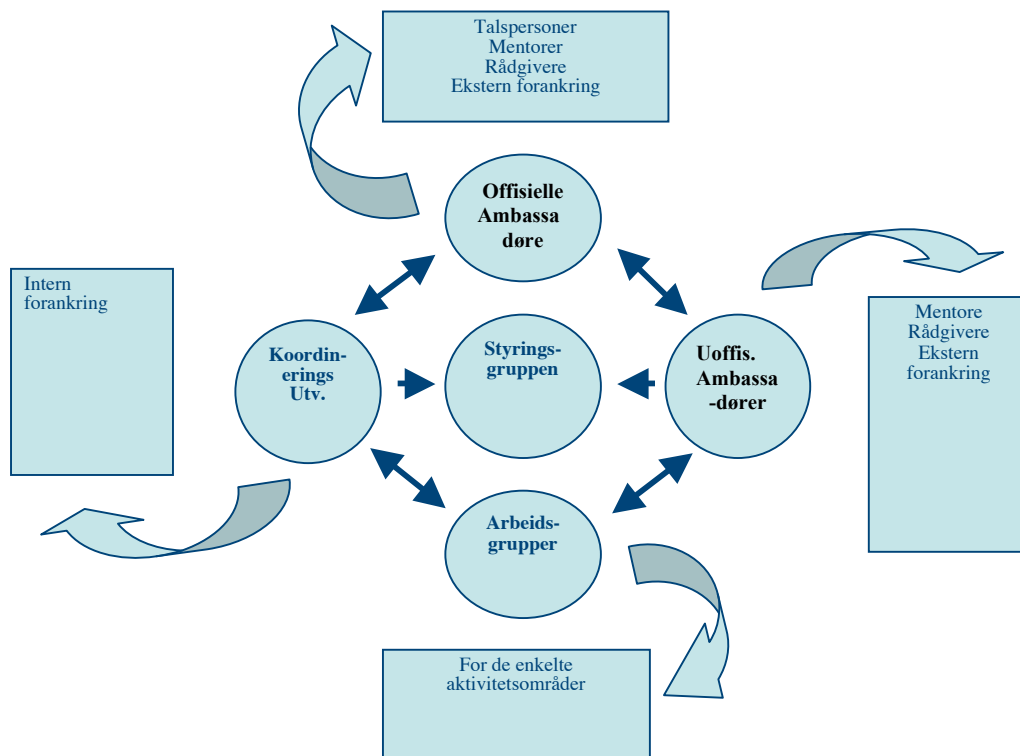 Talspersoner
Mentorer
Rådgivere
Ekstern forankring
Offisielle
Ambassa
døre
Intern
forankring
Mentore
Rådgivere
Ekstern
forankring
Koordin-
erings
Utv.
Styrings-
gruppen
Uoffis.
Ambassa
-dører
Arbeids-
grupper
For de enkelte
aktivitetsområder